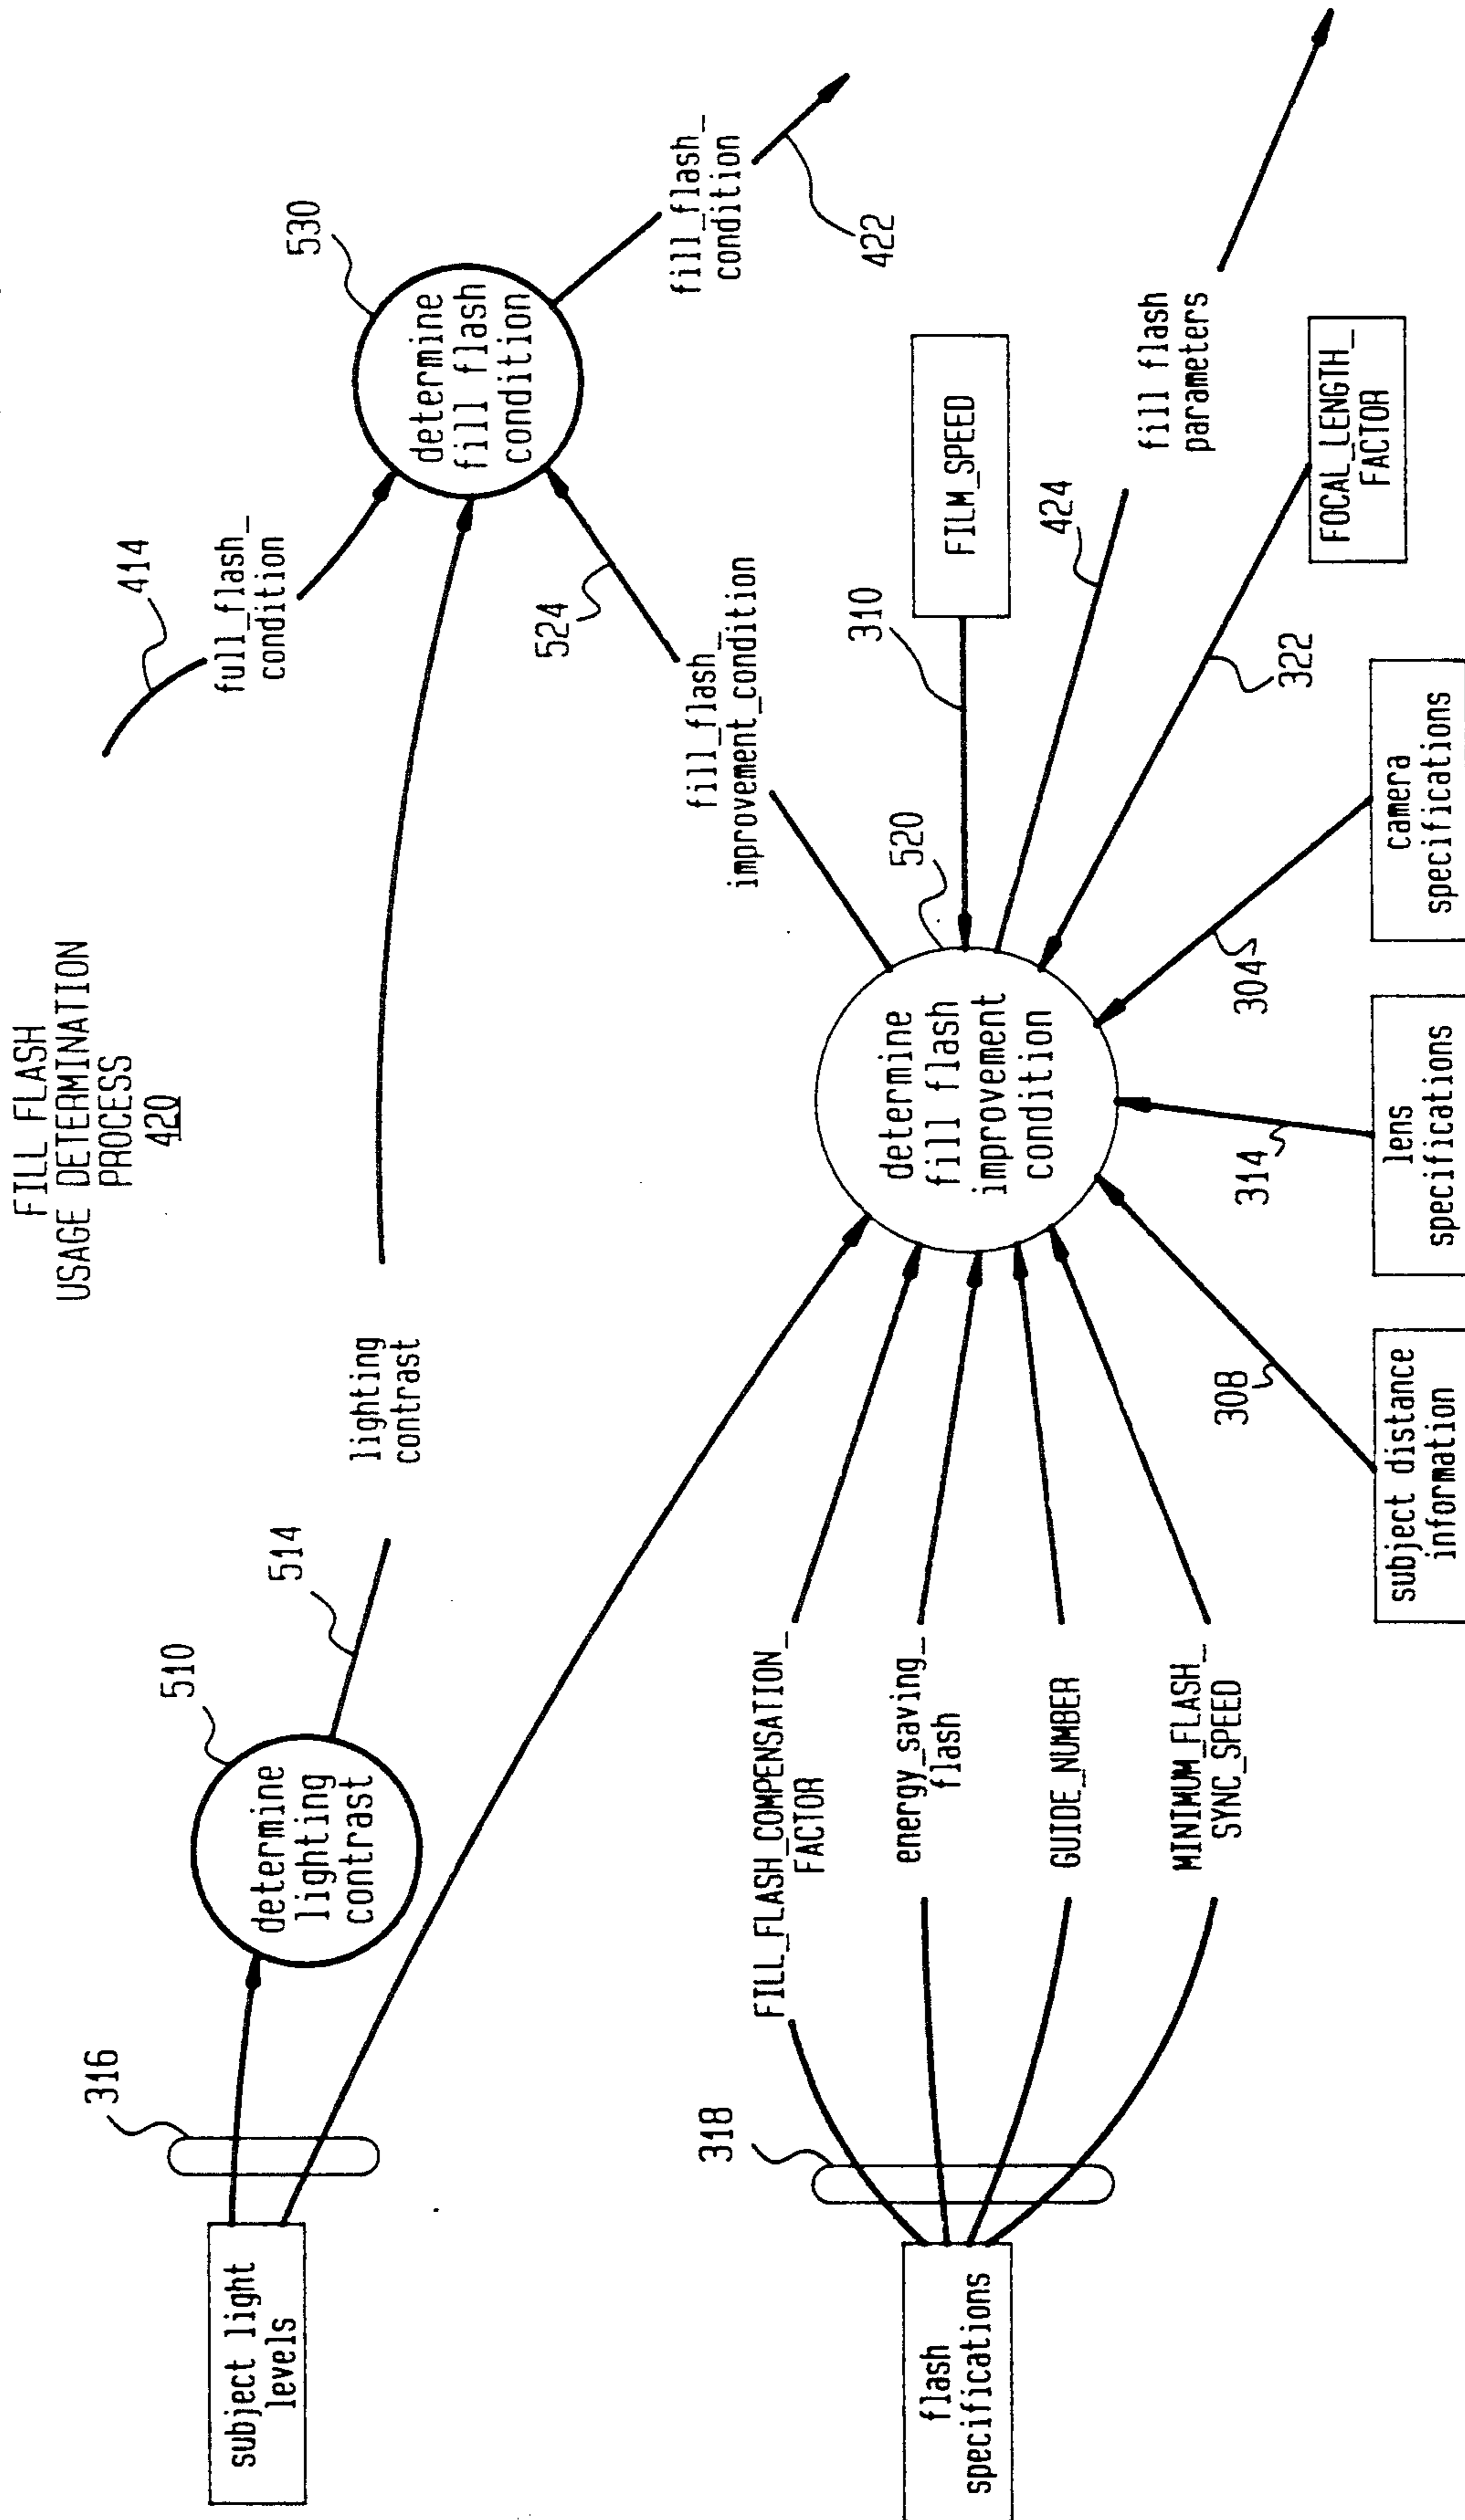 FILL FLASH
USAGE DETERMINATION
PROCESS
420
316
510
514
414
530
subject light
levels
determine
lighting
contrast
lighting
contrast
full_flash_
condition
determine
fill flash
condition
524
fill_flash_
condition
422
318
flash
specifications
FILL_FLASH_COMPENSATION_
FACTOR
energy_saving_
flash
GUIDE_NUMBER
MINIMUM_FLASH_
SYNC_SPEED
fill_flash_
improvement_condition
520
determine
fill flash
improvement
condition
310
FILM_SPEED
424
fill flash
parameters
322
FOCAL_LENGTH_
FACTOR
308
314
304
subject distance
information
lens
specifications
camera
specifications